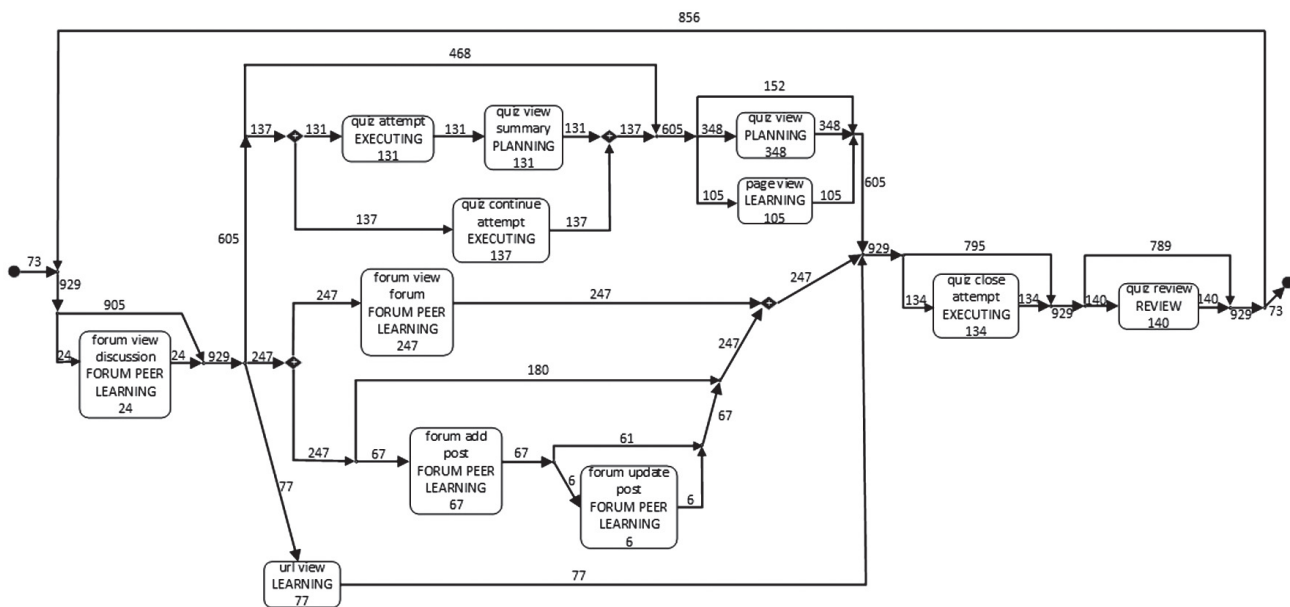 856
468
152
137
131
quiz attempt
EXECUTING
131
131
quiz view
summary
PLANNING
131
131
137
605
348
quiz view
PLANNING
348
348
105
page view
LEARNING
105
105
605
137
quiz continue
attempt
EXECUTING
137
137
605
73
929
905
24
forum view
discussion
FORUM PEER
LEARNING
24
24
929
247
247
forum view
forum
FORUM PEER
LEARNING
247
247
247
247
180
247
67
forum add
post
FORUM PEER
LEARNING
67
67
61
6
forum update
post
FORUM PEER
LEARNING
6
6
67
77
url view
LEARNING
77
77
929
795
134
quiz close
attempt
EXECUTING
134
134
929
789
140
quiz review
REVIEW
140
140
929
73